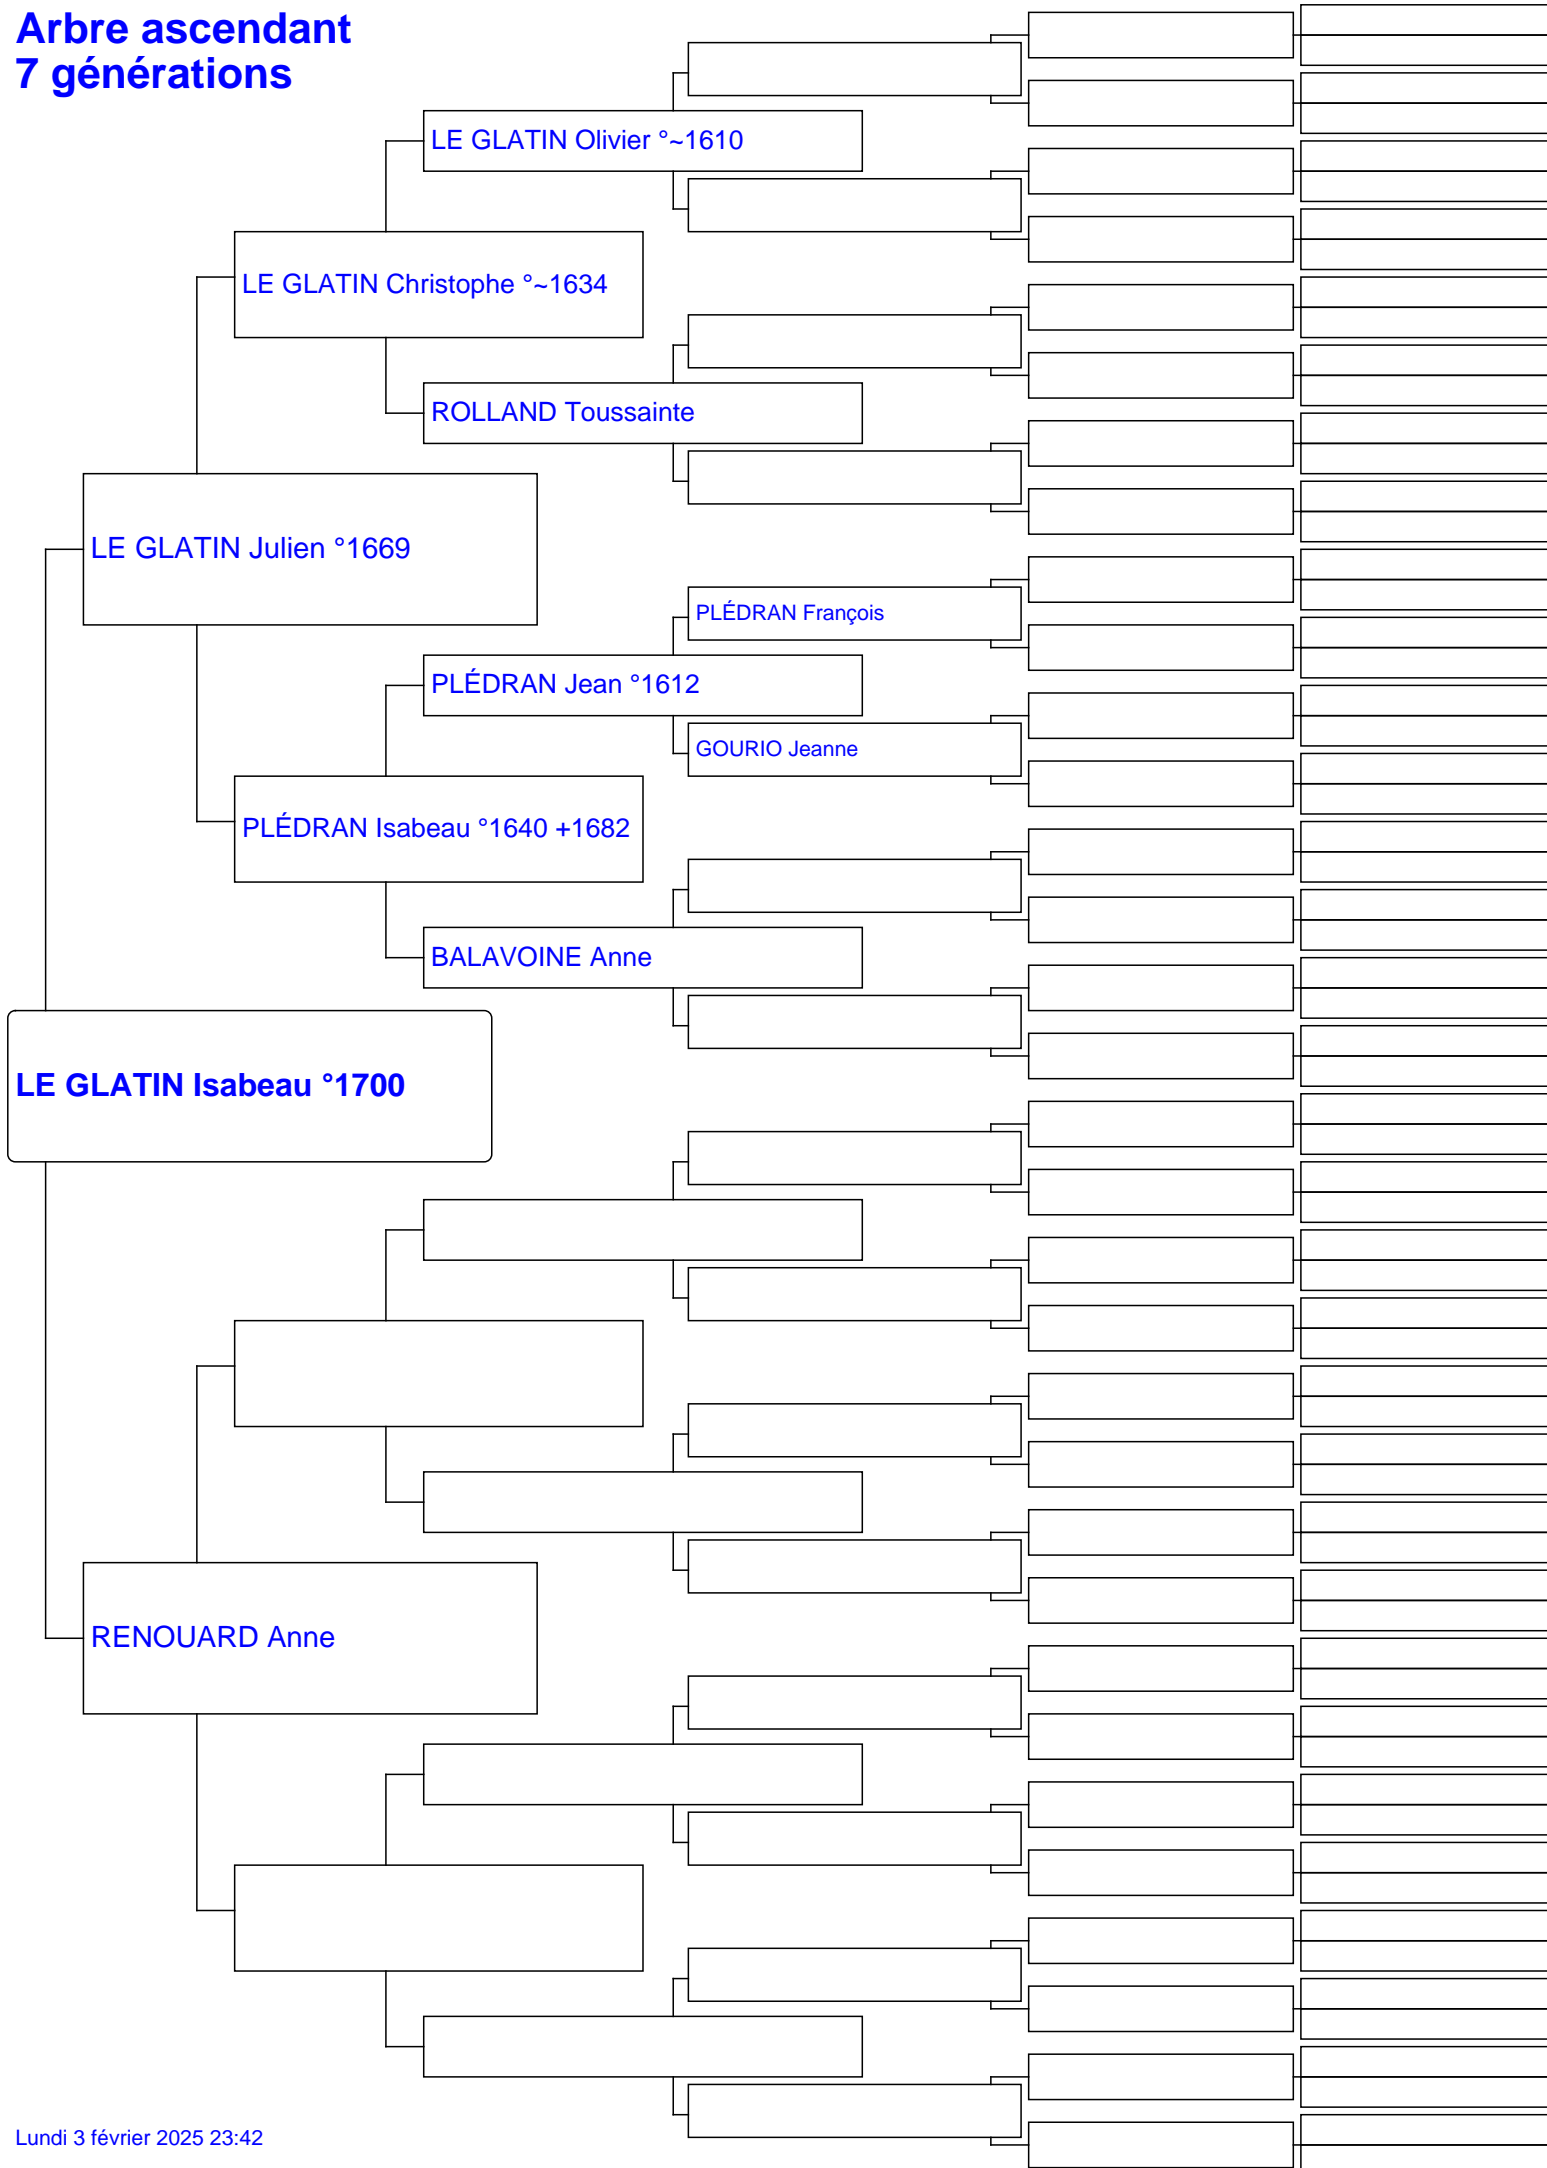 Arbre ascendant
7 générations
LE GLATIN Olivier °~1610
LE GLATIN Christophe °~1634
ROLLAND Toussainte
LE GLATIN Julien °1669
PLÉDRAN François
PLÉDRAN Jean °1612
GOURIO Jeanne
PLÉDRAN Isabeau °1640 +1682
BALAVOINE Anne
LE GLATIN Isabeau °1700
RENOUARD Anne
Lundi 3 février 2025 23:42